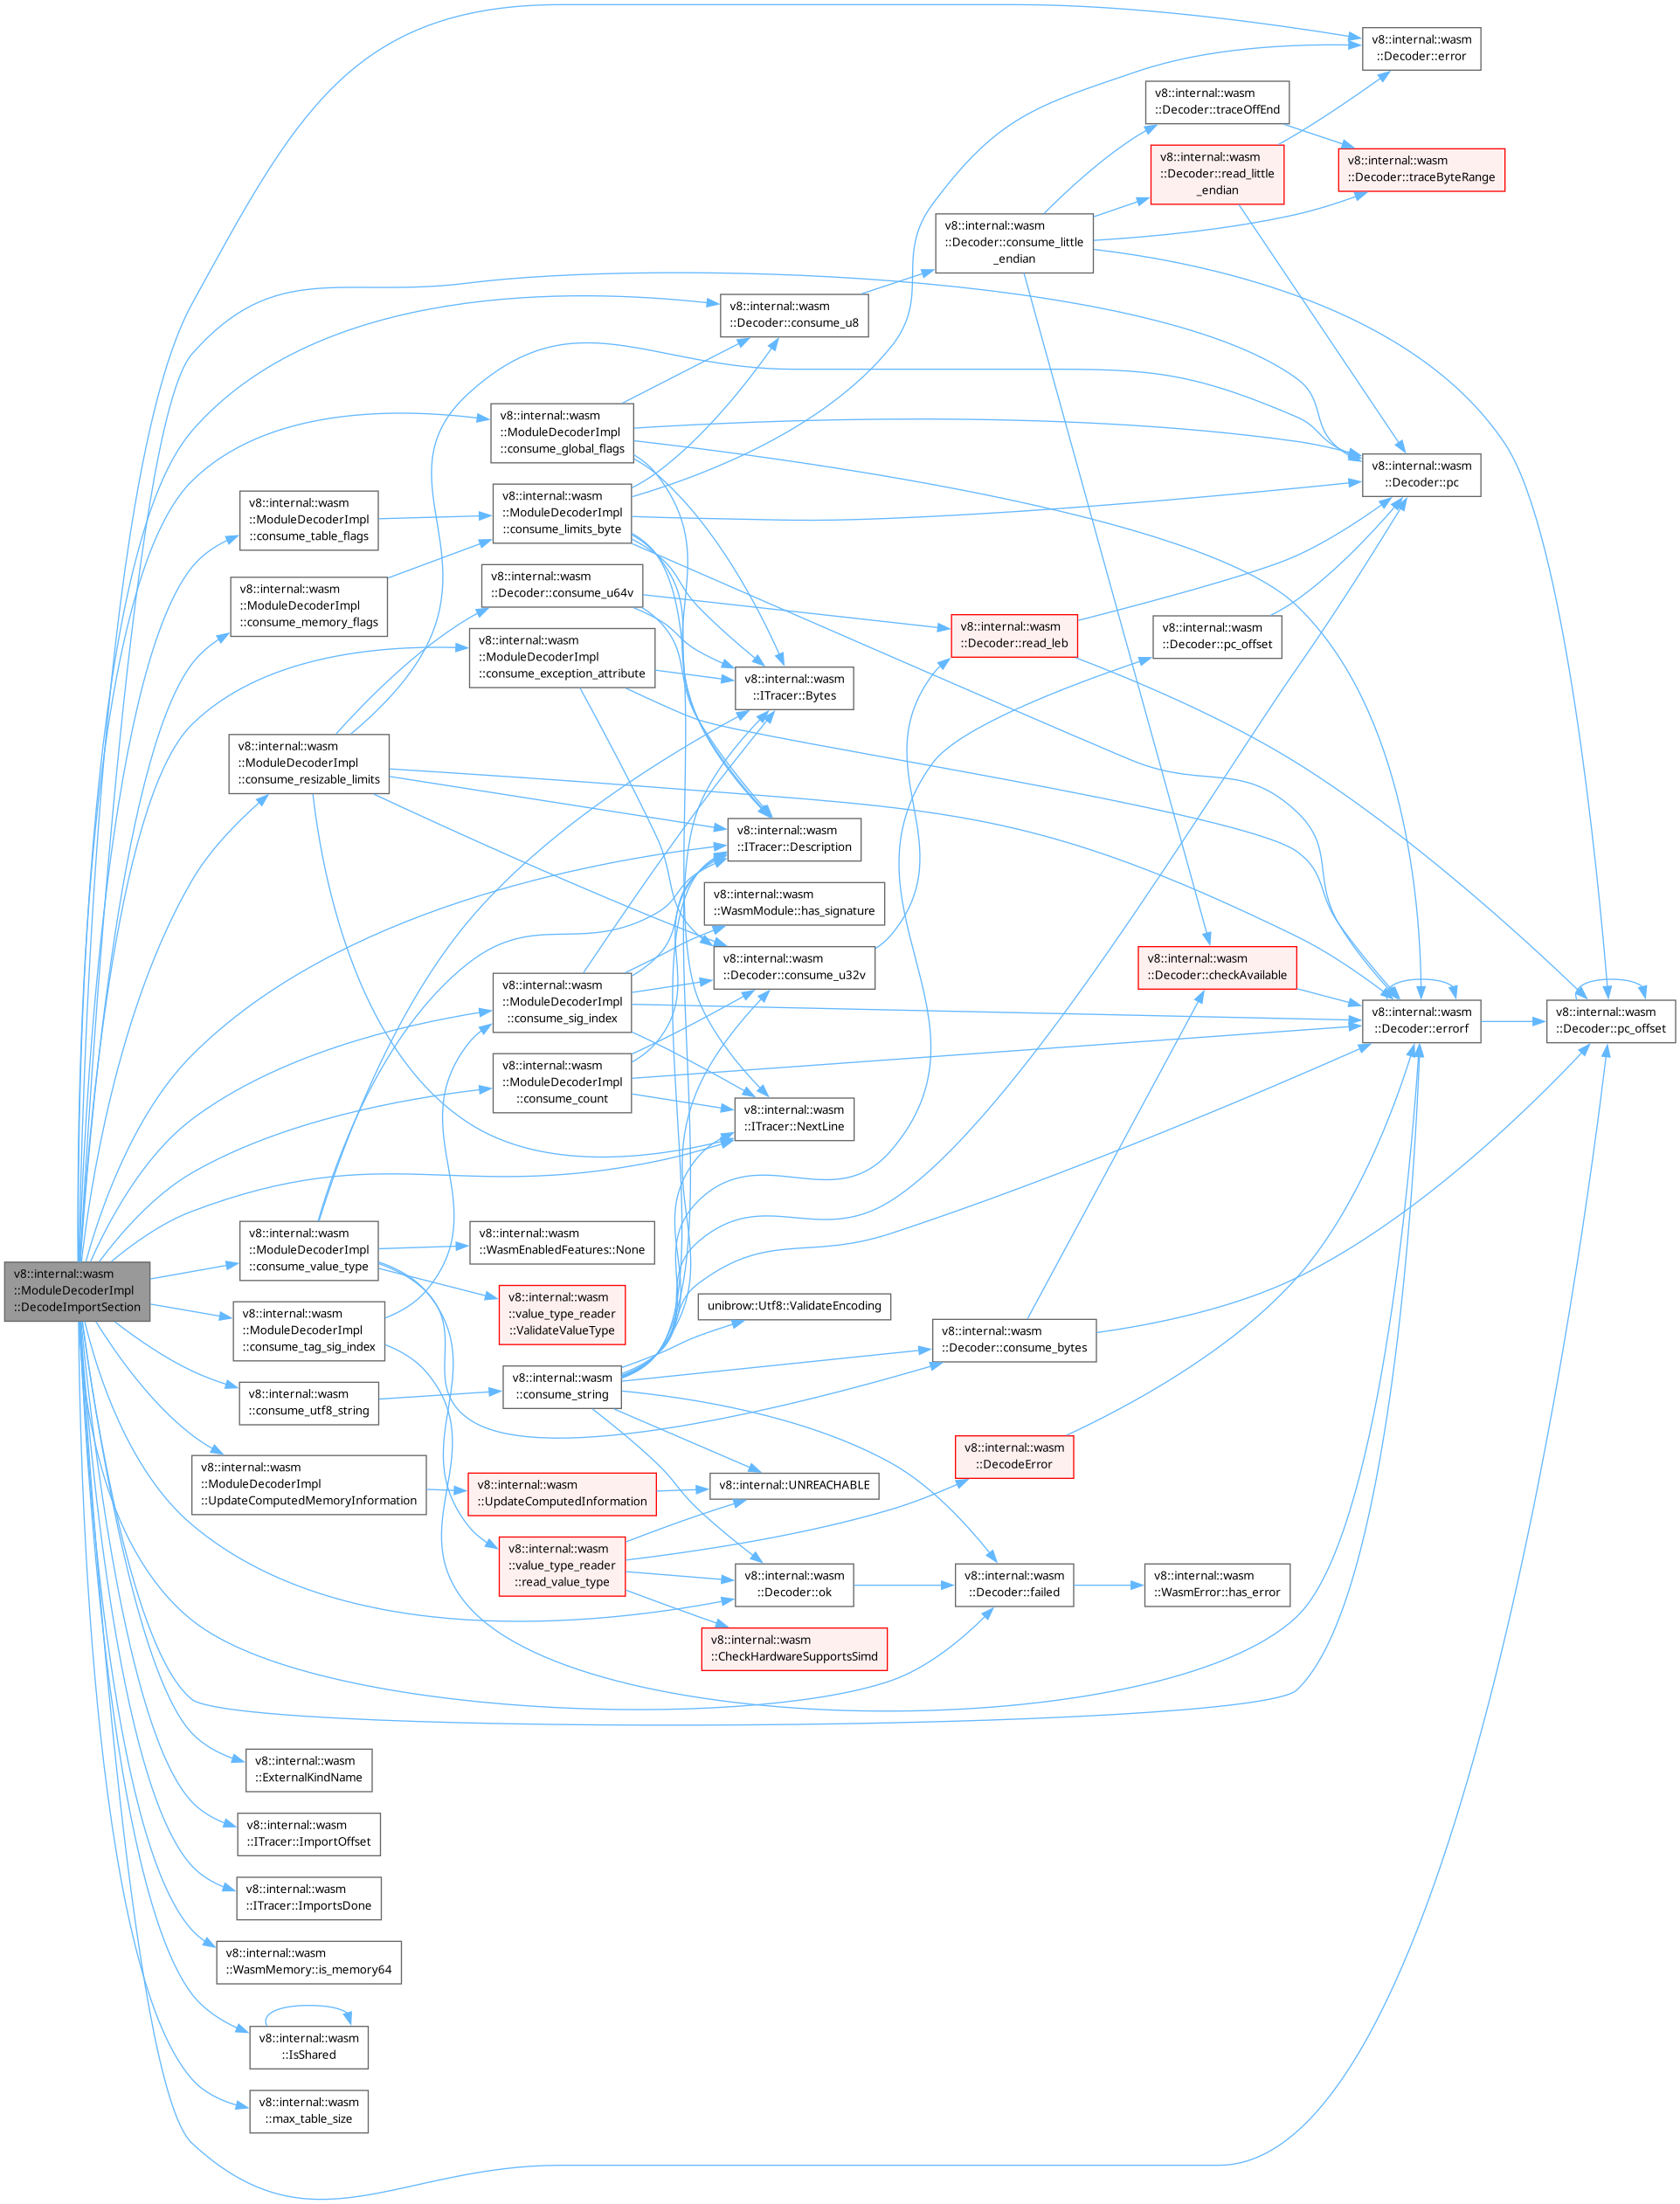 v8::internal::wasm
::Decoder::error
v8::internal::wasm
::Decoder::traceOffEnd
v8::internal::wasm
::Decoder::read_little
_endian
v8::internal::wasm
::Decoder::traceByteRange
v8::internal::wasm
::Decoder::consume_little
_endian
v8::internal::wasm
::Decoder::consume_u8
v8::internal::wasm
::ModuleDecoderImpl
::consume_global_flags
v8::internal::wasm
::Decoder::pc
v8::internal::wasm
::ModuleDecoderImpl
::consume_table_flags
v8::internal::wasm
::ModuleDecoderImpl
::consume_limits_byte
v8::internal::wasm
::ModuleDecoderImpl
::consume_memory_flags
v8::internal::wasm
::Decoder::consume_u64v
v8::internal::wasm
::Decoder::read_leb
v8::internal::wasm
::Decoder::pc_offset
v8::internal::wasm
::ModuleDecoderImpl
::consume_exception_attribute
v8::internal::wasm
::ITracer::Bytes
v8::internal::wasm
::ModuleDecoderImpl
::consume_resizable_limits
v8::internal::wasm
::ITracer::Description
v8::internal::wasm
::WasmModule::has_signature
v8::internal::wasm
::Decoder::consume_u32v
v8::internal::wasm
::Decoder::checkAvailable
v8::internal::wasm
::ModuleDecoderImpl
::consume_sig_index
v8::internal::wasm
::Decoder::errorf
v8::internal::wasm
::Decoder::pc_offset
v8::internal::wasm
::ModuleDecoderImpl
::consume_count
v8::internal::wasm
::ITracer::NextLine
v8::internal::wasm
::ModuleDecoderImpl
::DecodeImportSection
v8::internal::wasm
::ModuleDecoderImpl
::consume_value_type
v8::internal::wasm
::WasmEnabledFeatures::None
v8::internal::wasm
::value_type_reader
::ValidateValueType
unibrow::Utf8::ValidateEncoding
v8::internal::wasm
::ModuleDecoderImpl
::consume_tag_sig_index
v8::internal::wasm
::Decoder::consume_bytes
v8::internal::wasm
::consume_utf8_string
v8::internal::wasm
::consume_string
v8::internal::wasm
::DecodeError
v8::internal::wasm
::ModuleDecoderImpl
::UpdateComputedMemoryInformation
v8::internal::wasm
::UpdateComputedInformation
v8::internal::UNREACHABLE
v8::internal::wasm
::value_type_reader
::read_value_type
v8::internal::wasm
::Decoder::ok
v8::internal::wasm
::Decoder::failed
v8::internal::wasm
::WasmError::has_error
v8::internal::wasm
::CheckHardwareSupportsSimd
v8::internal::wasm
::ExternalKindName
v8::internal::wasm
::ITracer::ImportOffset
v8::internal::wasm
::ITracer::ImportsDone
v8::internal::wasm
::WasmMemory::is_memory64
v8::internal::wasm
::IsShared
v8::internal::wasm
::max_table_size